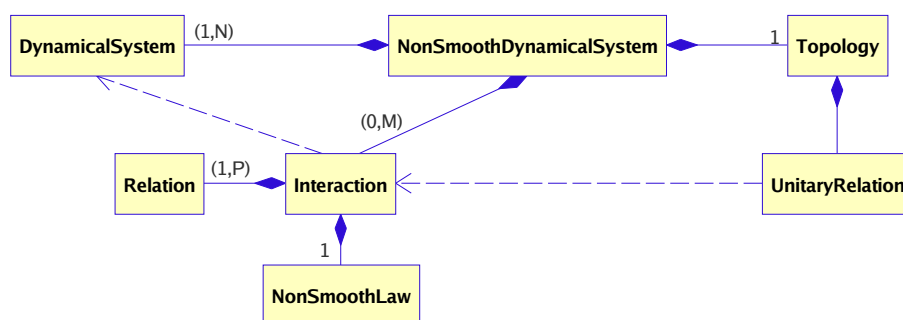 (1,N)
DynamicalSystem
NonSmoothDynamicalSystem
1
Topology
(0,M)
(1,P)
Relation
Interaction
UnitaryRelation
1
NonSmoothLaw